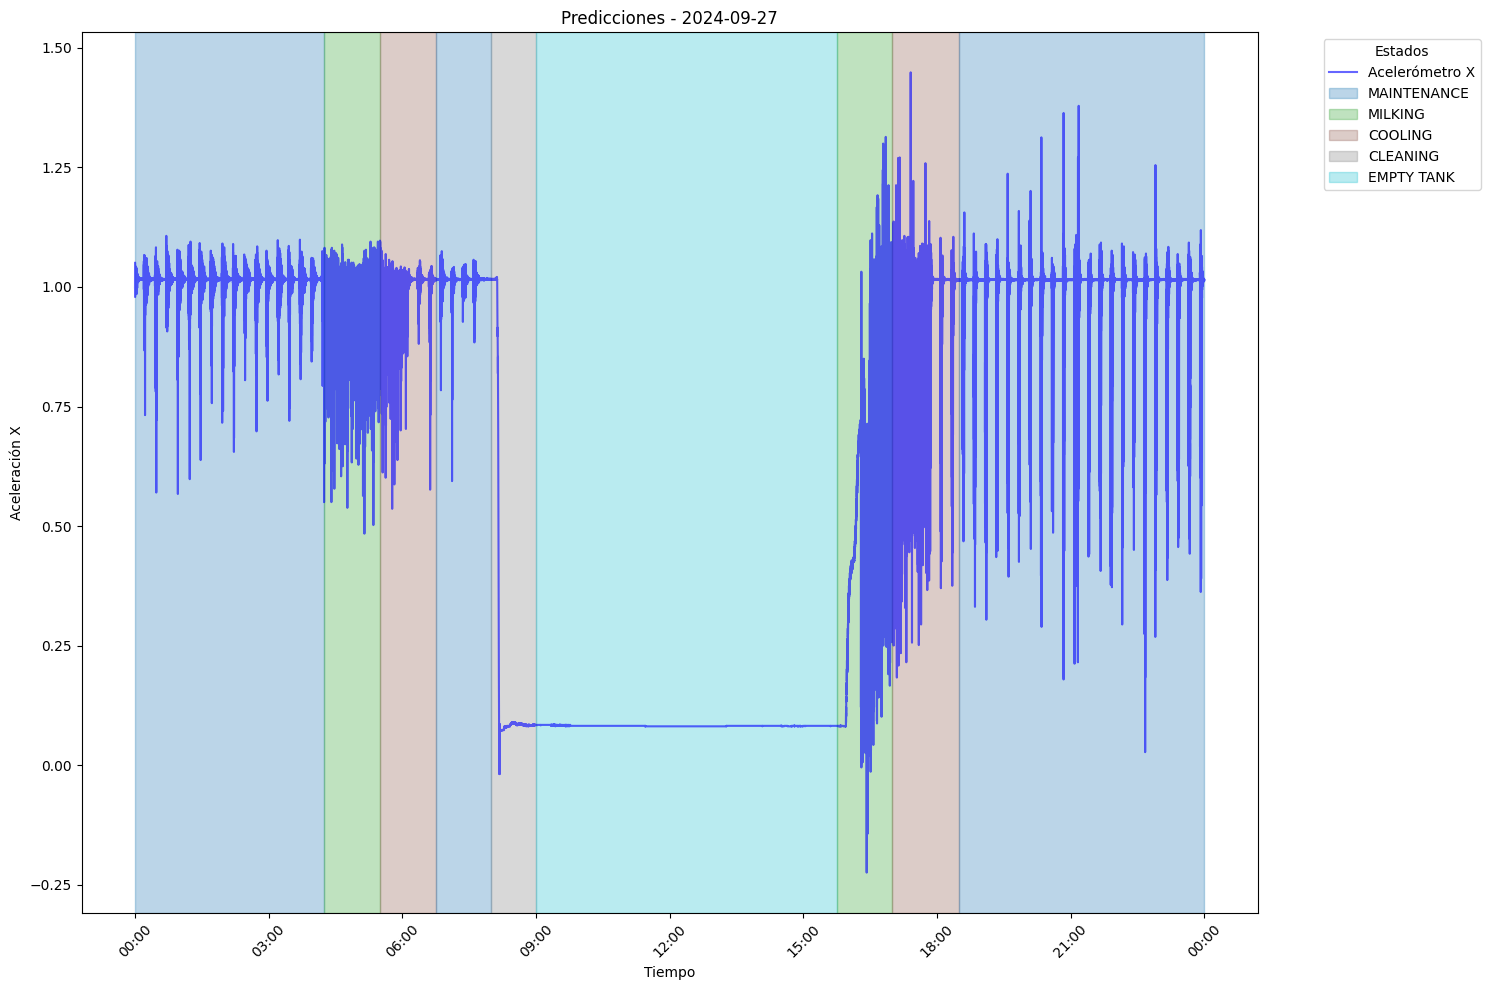 Predicciones - 2024-09-27
Estados
Acelerómetro X
MAINTENANCE
MILKING
COOLING
CLEANING
EMPTY TANK
Aceleración X
1.50
1.25
1.00
0.75
0.50
0.25
0.00
−0.25
00:00
03:00
06:00
09:00
12:00
15:00
18:00
21:00
00:00
Tiempo